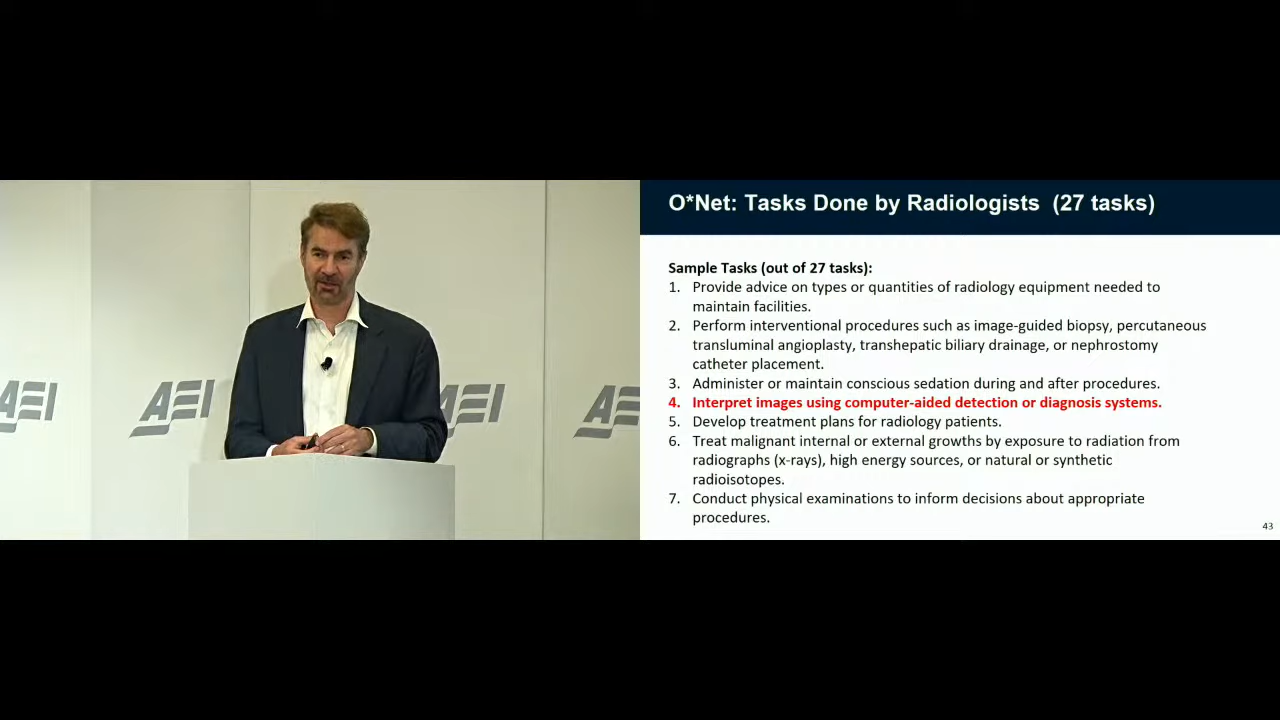 AEI
AEI
AEI
AE
O*Net: Tasks Done by Radiologists (27 tasks)
Sample Tasks (out of 27 tasks):
1. Provide advice on types or quantities of radiology equipment needed to
maintain facilities.
2. Perform interventional procedures such as image-guided biopsy, percutaneous
transluminal angioplasty, transhepatic biliary drainage, or nephrostomy
catheter placement.
3. Administer or maintain conscious sedation during and after procedures.
4. Interpret images using computer-aided detection or diagnosis systems.
5. Develop treatment plans for radiology patients.
6. Treat malignant internal or external growths by exposure to radiation from
radiographs (x-rays), high energy sources, or natural or synthetic
radioisotopes.
7. Conduct physical examinations to inform decisions about appropriate
procedures.
43